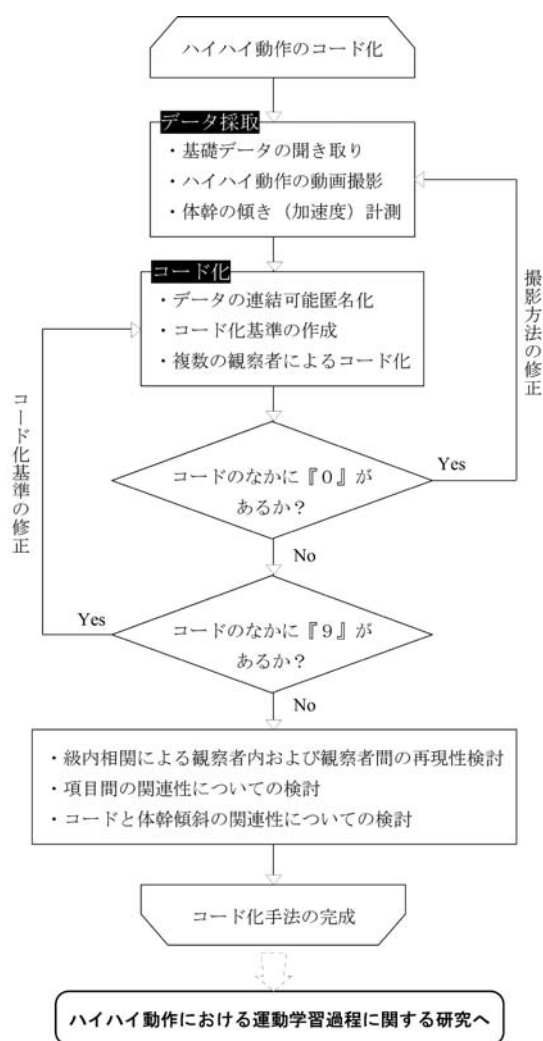 ハイハイ動作のコード化
データ採取
・基礎データの聞き取り
・ハイハイ動作の動画撮影
・体幹の傾き（加速度）計測
撮影方法の修正
コード化
・データの連結可能匿名化
・コード化基準の作成
・複数の観察者によるコード化
コード化基準の修正
コードのなかに『０』が
あるか？
Yes
No
コードのなかに『９』が
あるか？
Yes
No
・級内相関による観察者内および観察者間の再現性検討
・項目間の関連性についての検討
・コードと体幹傾斜の関連性についての検討
コード化手法の完成
ハイハイ動作における運動学習過程に関する研究へ